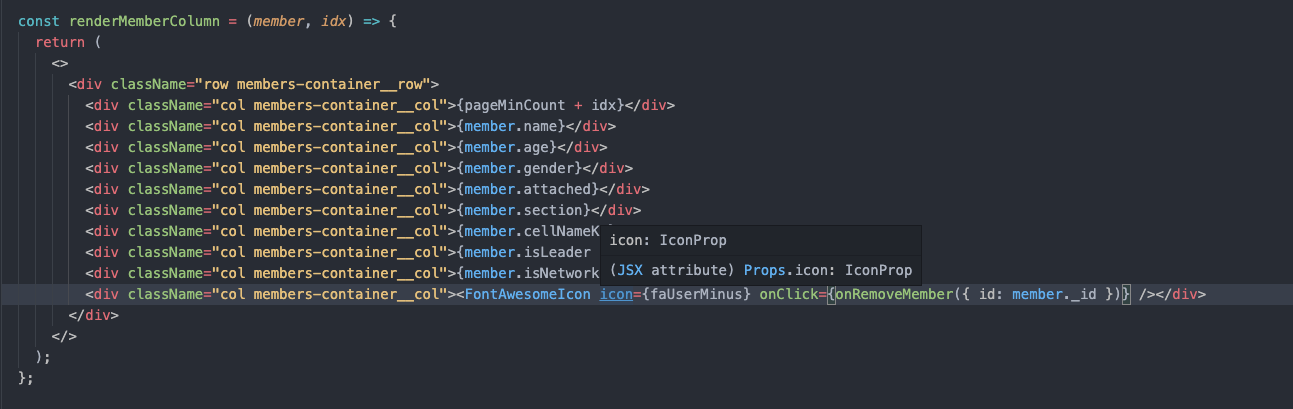 const renderMemberColumn = (member, idx) => {
return (
<>
<div className="row members-container__row">
<div className="col members-container__col">{pageMinCount + idx}</div>
<div className="col members-container__col">{member.name}</div>
<div className="col members-container__col">{member.age}</div>
<div className="col members-container__col">{member.gender}</div>
<div className="col members-container__col">{member.attached}</div>
<div className="col members-container__col">{member.section}</div>
<div className="col members-container__col">{member.cellNameK
icon: IconProp
<div className="col members-container__col">{member.isLeader
<div className="col members-container__col">{member.isNetwork
(JSX attribute) Props.icon: IconProp
<div className="col members-container__col"><FontAwesomeIcon icon={faUserMinus} onClick={onRemoveMember({ id: member._id })} /></div>
</div>
</>
);
};